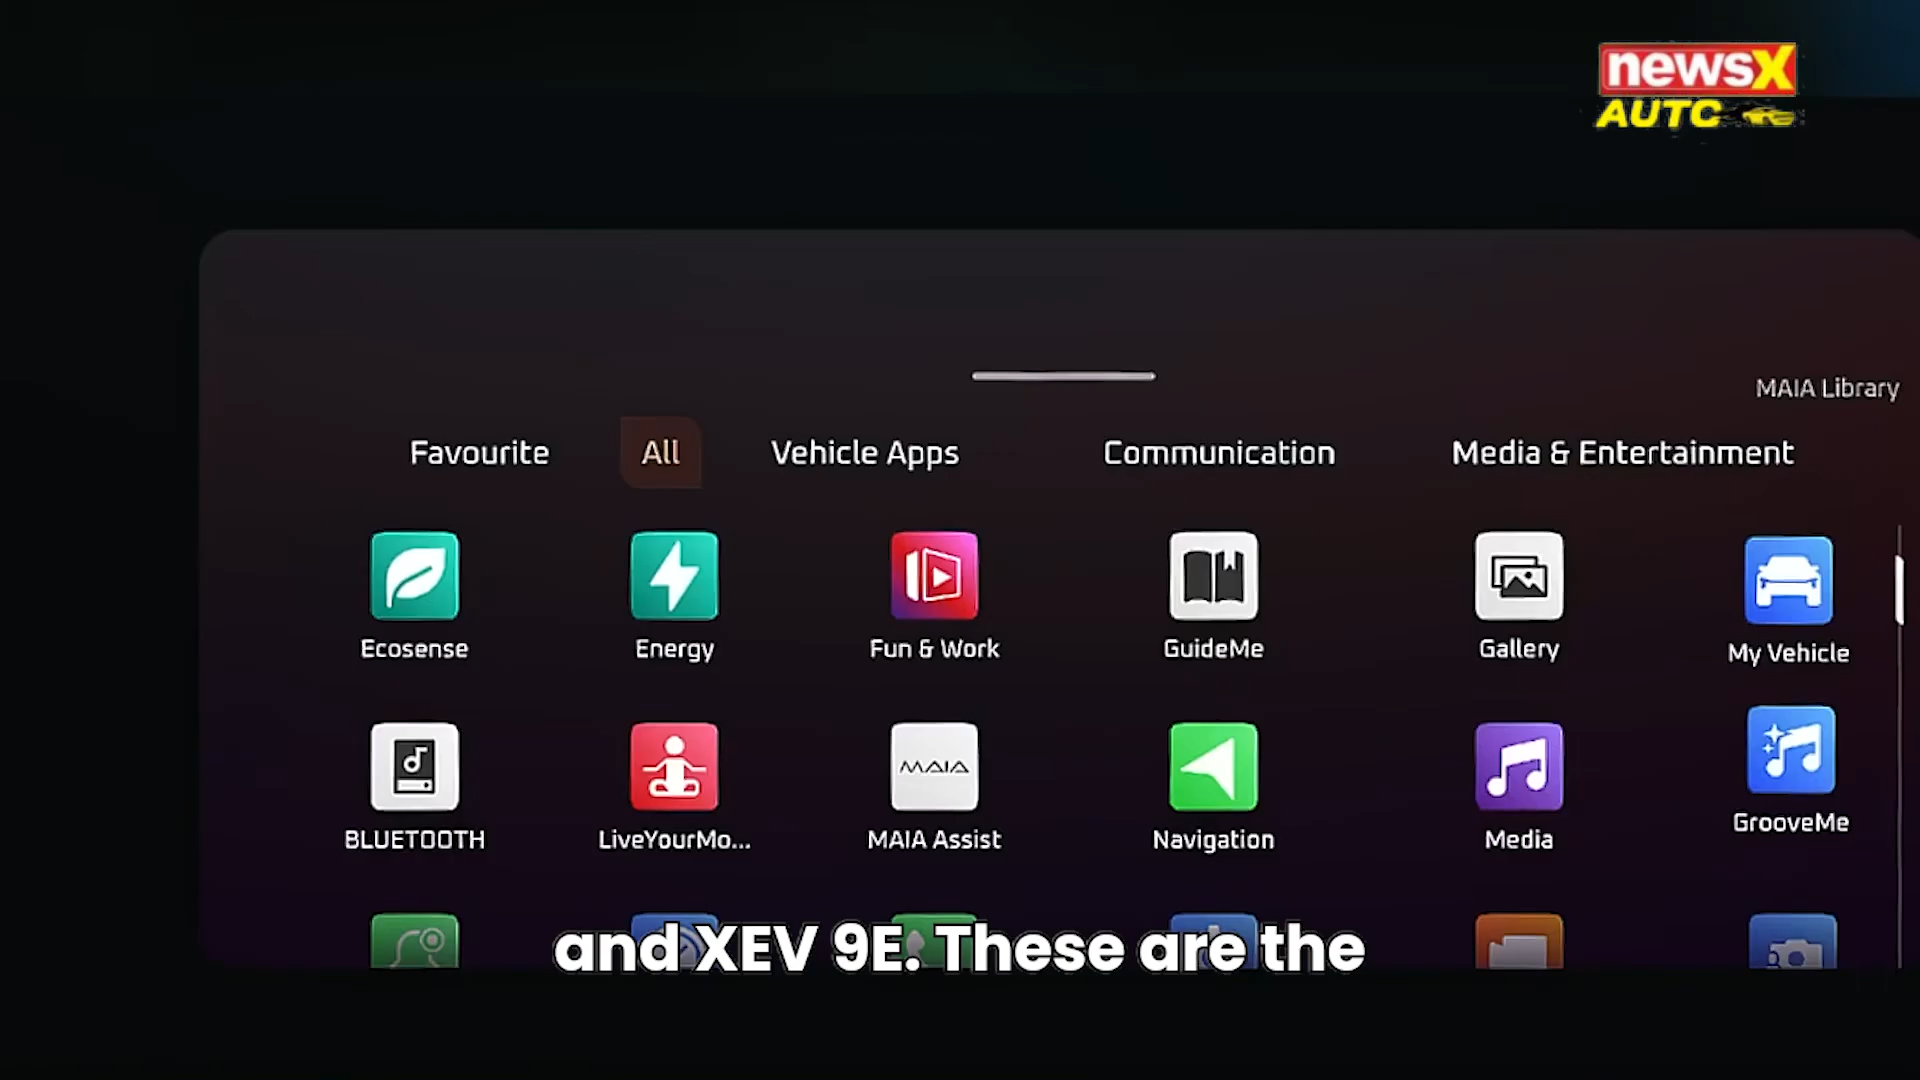 newsX
AUTO
MAIA Library
Favourite
All
Vehicle Apps
Communication
Media & Entertainment
Ecosense
Energy
Fun & Work
GuideMe
Gallery
My Vehicle
BLUETOOTH
LiveYourMo...
MAIA
MAIA Assist
Navigation
Media
GrooveMe
and XEV 9E. These are the